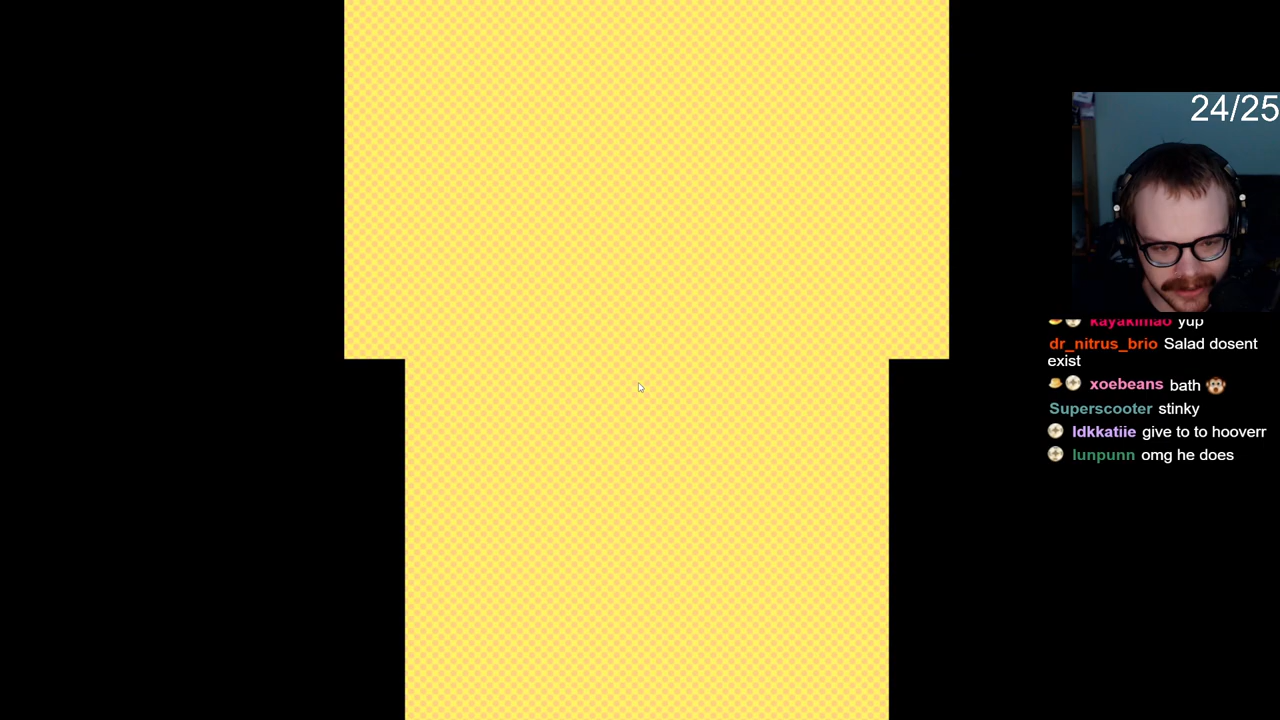 24/25
kayakimao yup
dr_nitrus_brio Salad dosent
exist
xoebeans bath
Superscooter stinky
Idkkatiie give to to hooverr
lunpunn omg he does